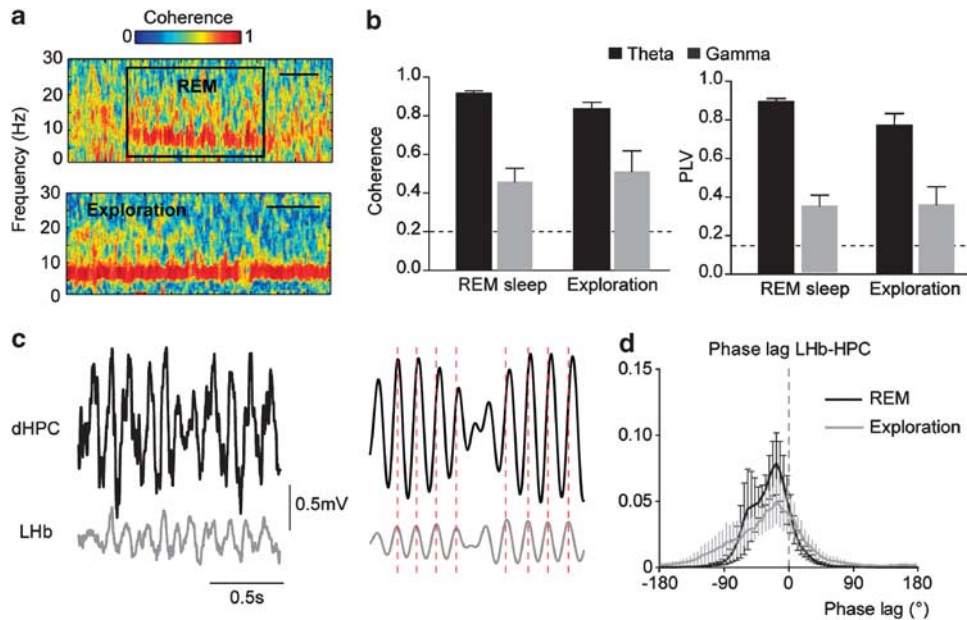 a
Coherence
0 1
30
20
10
0
REM
Frequency (Hz)
30
20
10
0
Exploration
b
Theta Gamma
1.0
0.8
0.6
0.4
0.2
0.0
Coherence
REM sleep Exploration
1.0
0.8
0.6
0.4
0.2
0.0
PLV
REM sleep Exploration
c
dHPC
LHb
0.5mV
0.5s
d
Phase lag LHb-HPC
0.15
0.10
0.05
0
REM
Exploration
-180 -90 0 90 180
Phase lag (°)